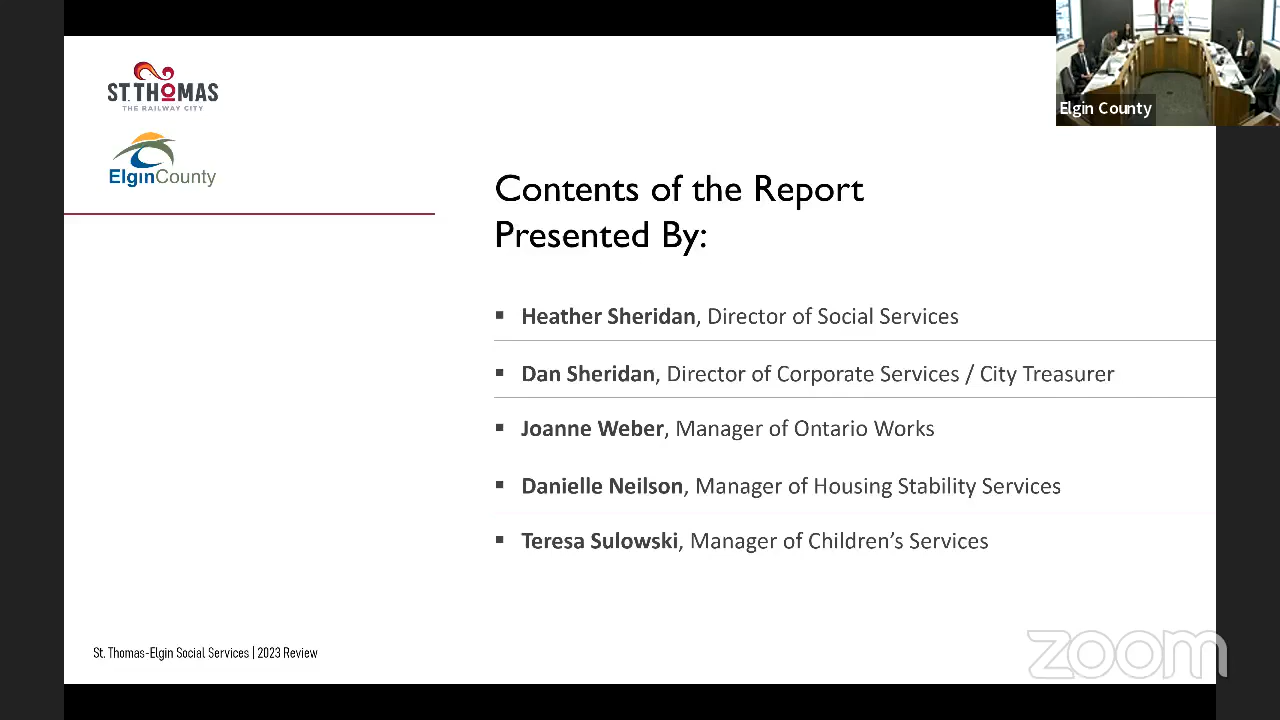 ST. THOMAS
THE RAILWAY CITY
ElginCounty
Elgin County
Contents of the Report
Presented By:
▪ Heather Sheridan, Director of Social Services
▪ Dan Sheridan, Director of Corporate Services / City Treasurer
▪ Joanne Weber, Manager of Ontario Works
▪ Danielle Neilson, Manager of Housing Stability Services
▪ Teresa Sulowski, Manager of Children’s Services
St. Thomas-Elgin Social Services | 2023 Review
zoom